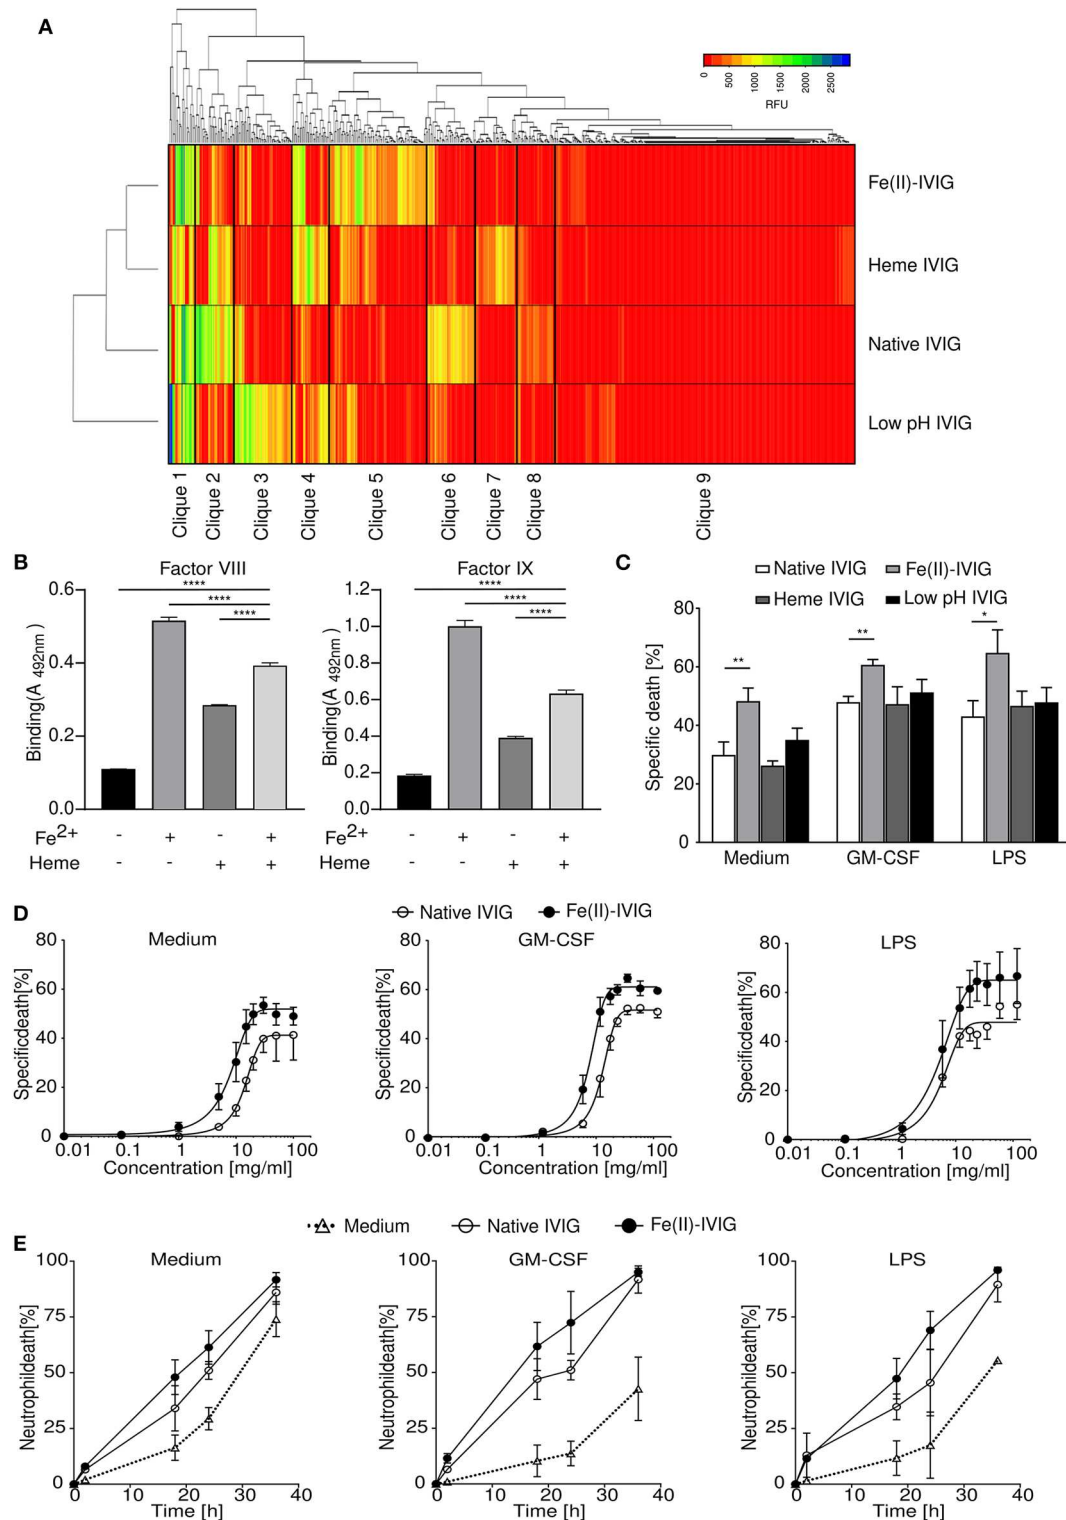 A
0 500 1000 1500 2000 2500
RFU
Fe(II)-IVIG
Heme IVIG
Native IVIG
Low pH IVIG
Clique 1
Clique 2
Clique 3
Clique 4
Clique 5
Clique 6
Clique 7
Clique 8
Clique 9
B
Factor VIII
****
****
****
0.6
0.4
0.2
0.0
Binding(A 492nm )
Fe2+ - + - +
Heme - - + +
Factor IX
****
****
****
1.2
1.0
0.8
0.6
0.4
0.2
0.0
Binding(A 492nm )
Fe2+ - + - +
Heme - - + +
C
Native IVIG Fe(II)-IVIG
Heme IVIG Low pH IVIG
80
60
40
20
0
Specific death [%]
** ** *
Medium GM-CSF LPS
D
Native IVIG Fe(II)-IVIG
Medium
80
60
40
20
0
Specificdeath[%]
0.01 0.1 1 10 100
Concentration [mg/ml]
GM-CSF
80
60
40
20
0
Specificdeath[%]
0.01 0.1 1 10 100
Concentration [mg/ml]
LPS
80
60
40
20
0
Specificdeath[%]
0.01 0.1 1 10 100
Concentration [mg/ml]
Medium Native IVIG Fe(II)-IVIG
E
Medium
100
75
50
25
0
Neutrophildeath[%]
0 10 20 30 40
Time [h]
GM-CSF
100
75
50
25
0
Neutrophildeath[%]
0 10 20 30 40
Time [h]
LPS
100
75
50
25
0
Neutrophildeath[%]
0 10 20 30 40
Time [h]